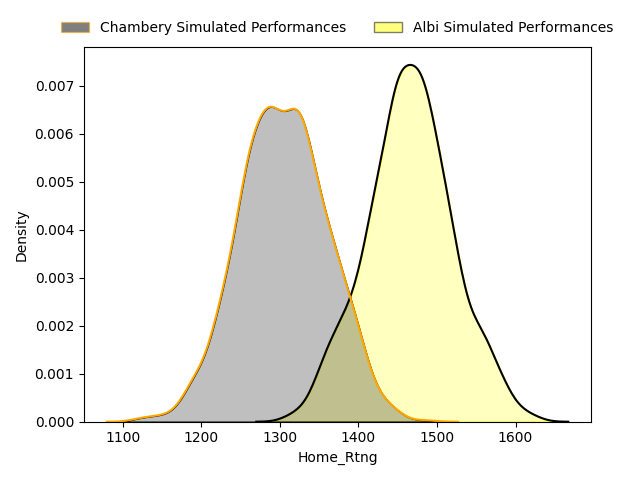 Chambery Simulated Performances
Albi Simulated Performances
0.007
0.006
0.005
0.004
0.003
0.002
0.001
0.000
Density
1100 1200 1300 1400 1500 1600
Home_Rtng